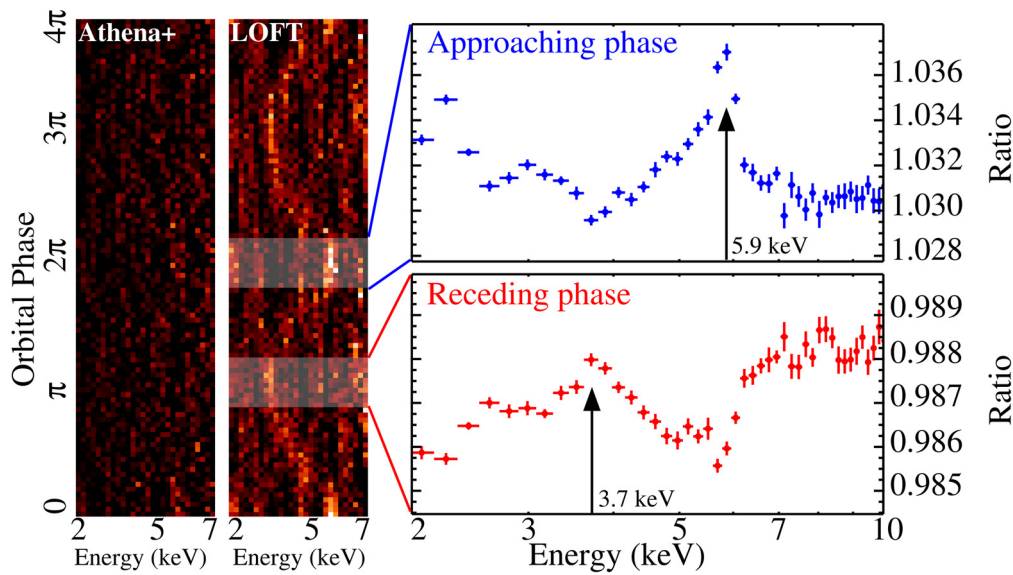 Athena+
LOFT
Orbital Phase
4π
3π
2π
π
0
2 5 7
Energy (keV)
2 5 7
Energy (keV)
Approaching phase
5.9 keV
1.036
1.034
1.032
1.030
1.028
Ratio
Receding phase
3.7 keV
0.989
0.988
0.987
0.986
0.985
Ratio
2 3 5 7 10
Energy (keV)